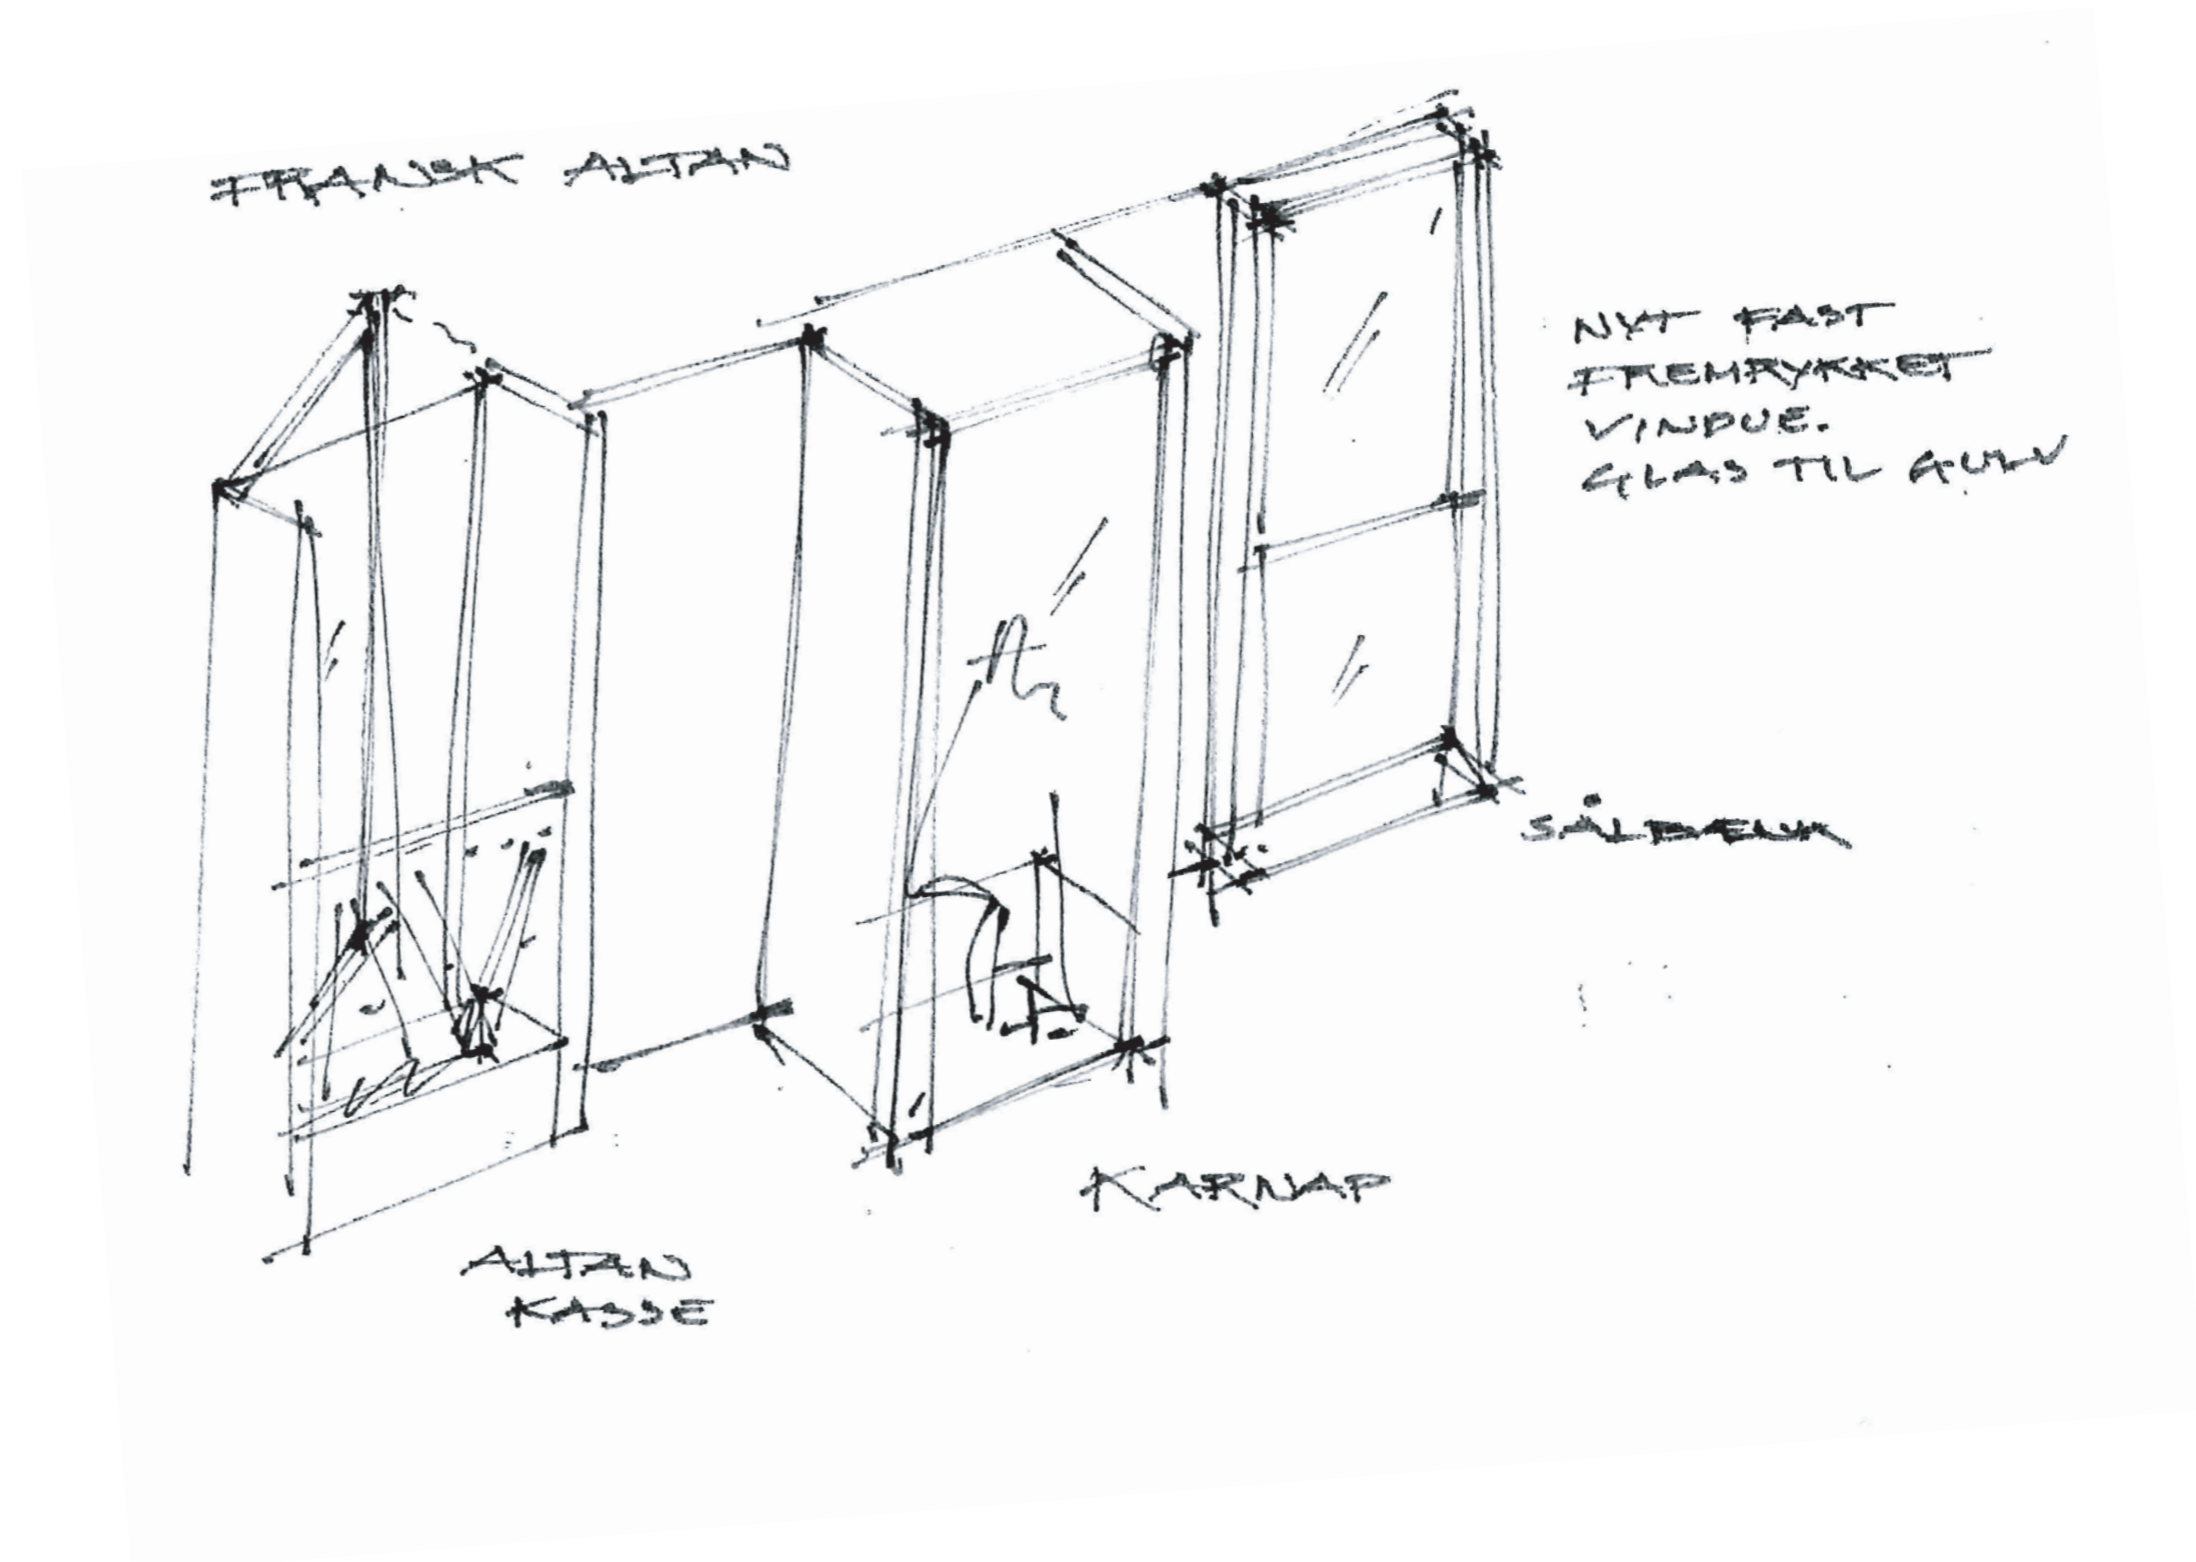 FRANSK ALTAN
NYT FAST
FREMRYKKET
VINDUE.
GLAS TIL GULV
SÅLBÆNK
KARNAP
ALTAN
KASSE